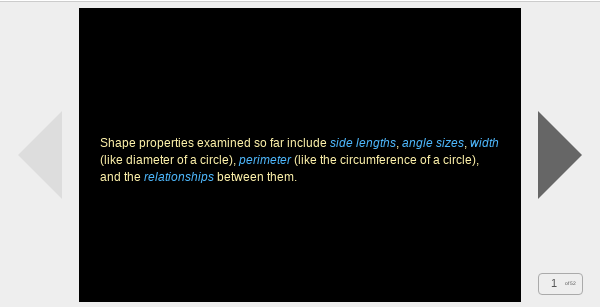 Shape properties examined so far include side lengths, angle sizes, width
(like diameter of a circle), perimeter (like the circumference of a circle),
and the relationships between them.
1 of 52